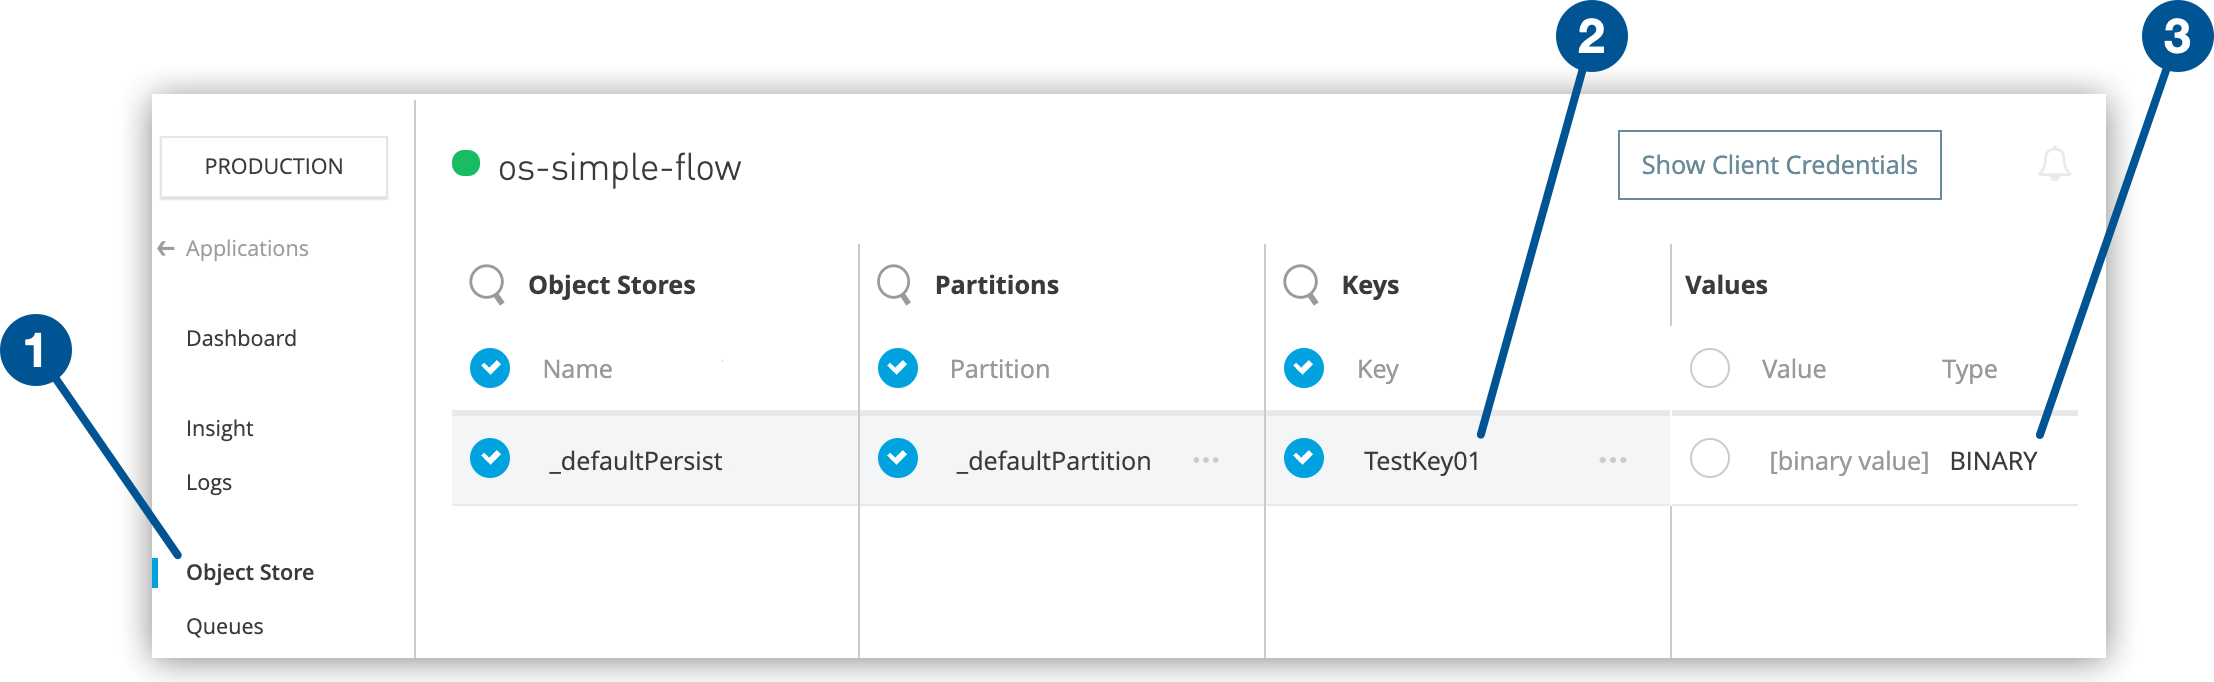 2
3
PRODUCTION
os-simple-flow
Show Client Credentials
Applications
Object Stores
Partitions
Keys
Values
Dashboard
1
Name
Partition
Key
Value
Type
Insight
_defaultPersist
_defaultPartition
TestKey01
[binary value]
BINARY
Logs
Object Store
Queues